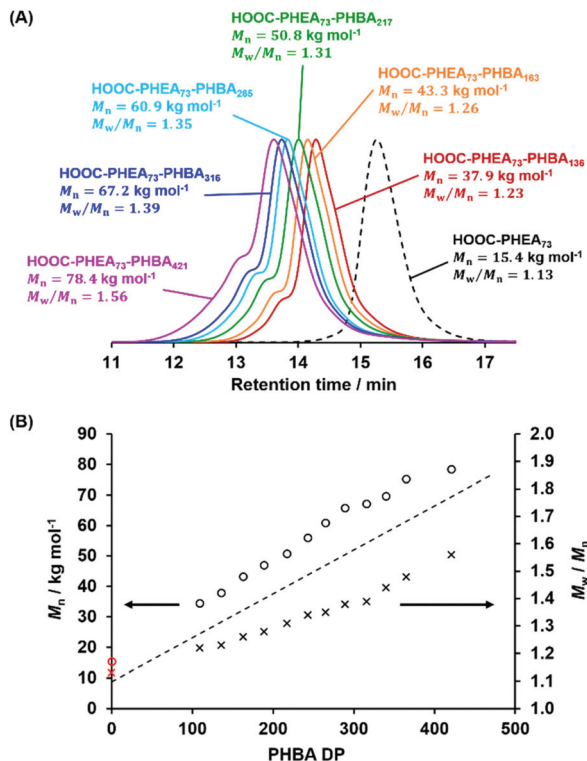 (A)
HOOC-PHEA73-PHBA217
Mn = 50.8 kg mol-1
Mw/Mn = 1.31
HOOC-PHEA73-PHBA265
Mn = 60.9 kg mol-1
Mw/Mn = 1.35
HOOC-PHEA73-PHBA163
Mn = 43.3 kg mol-1
Mw/Mn = 1.26
HOOC-PHEA73-PHBA316
Mn = 67.2 kg mol-1
Mw/Mn = 1.39
HOOC-PHEA73-PHBA136
Mn = 37.9 kg mol-1
Mw/Mn = 1.23
HOOC-PHEA73-PHBA421
Mn = 78.4 kg mol-1
Mw/Mn = 1.56
HOOC-PHEA73
Mn = 15.4 kg mol-1
Mw/Mn = 1.13
11 12 13 14 15 16 17
Retention time / min
(B)
90 2.0
80 1.9
70 1.8
60 1.7
50 1.6
40 1.5
30 1.4
20 1.3
10 1.2
0 1.1
1.0
Mn / kg mol-1
Mw / Mn
0 100 200 300 400 500
PHBA DP